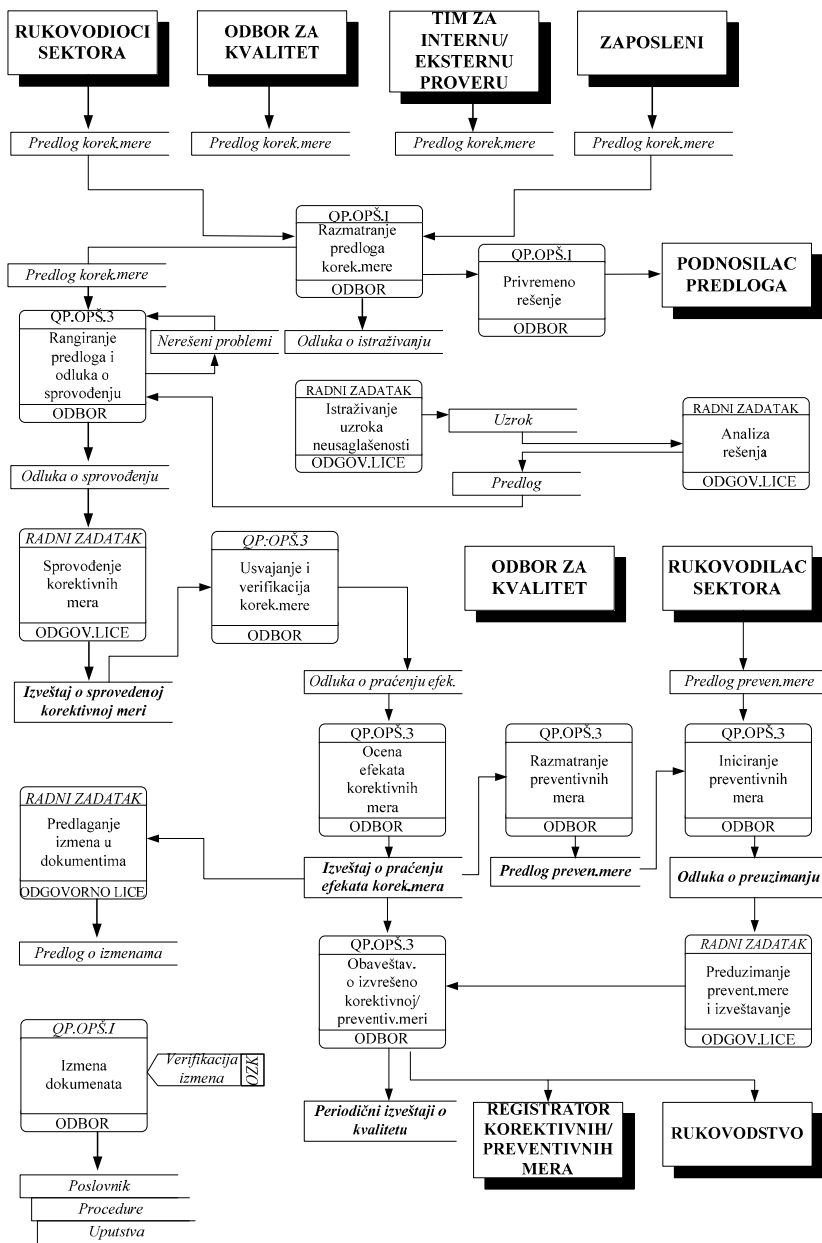 RUKOVODIOCI
SEKTORA
ODBOR ZA
KVALITET
TIM ZA
INTERNU/
EKSTERNU
PROVERU
ZAPOSLENI
Predlog korek.mere
Predlog korek.mere
Predlog korek.mere
Predlog korek.mere
QP.OPŠ.1
Razmatranje
predloga
korek.mere
ODBOR
QP.OPŠ.1
Privremeno
rešenje
ODBOR
PODNOSILAC
PREDLOGA
Predlog korek.mere
QP.OPŠ.3
Rangiranje
predloga i
odluka o
sprovođenju
ODBOR
Nerešeni problemi
Odluka o istraživanju
RADNI ZADATAK
Istraživanje
uzroka
neusaglašenosti
ODGOV.LICE
Uzrok
Predlog
RADNI ZADATAK
Analiza
rešenja
ODGOV.LICE
Odluka o sprovođenju
RADNI ZADATAK
Sprovođenje
korektivnih
mera
ODGOV.LICE
QP:OPŠ.3
Usvajanje i
verifikacija
korek.mere
ODBOR
ODBOR ZA
KVALITET
RUKOVODILAC
SEKTORA
Izveštaj o sprovedenoj
korektivnoj meri
Odluka o praćenju efek.
Predlog preven.mere
QP.OPŠ.3
Ocena
efekata
korektivnih
mera
ODBOR
QP.OPŠ.3
Razmatranje
preventivnih
mera
ODBOR
QP.OPŠ.3
Iniciranje
preventivnih
mera
ODBOR
RADNI ZADATAK
Predlaganje
izmena u
dokumentima
ODGOVORNO LICE
Izveštaj o praćenju
efekata korek.mera
Predlog preven.mere
Odluka o preuzimanju
Predlog o izmenama
QP.OPŠ.3
Obaveštav.
o izvrešeno
korektivnoj/
preventiv.meri
ODBOR
RADNI ZADATAK
Preduzimanje
prevent.mere
i izveštavanje
ODGOV.LICE
QP.OPŠ.1
Izmena
dokumenata
ODBOR
Verifikacija
izmena
OZK
Periodični izveštaji o
kvalitetu
REGISTRATOR
KOREKTIVNIH/
PREVENTIVNIH
MERA
RUKOVODSTVO
Poslovnik
Procedure
Uputstva